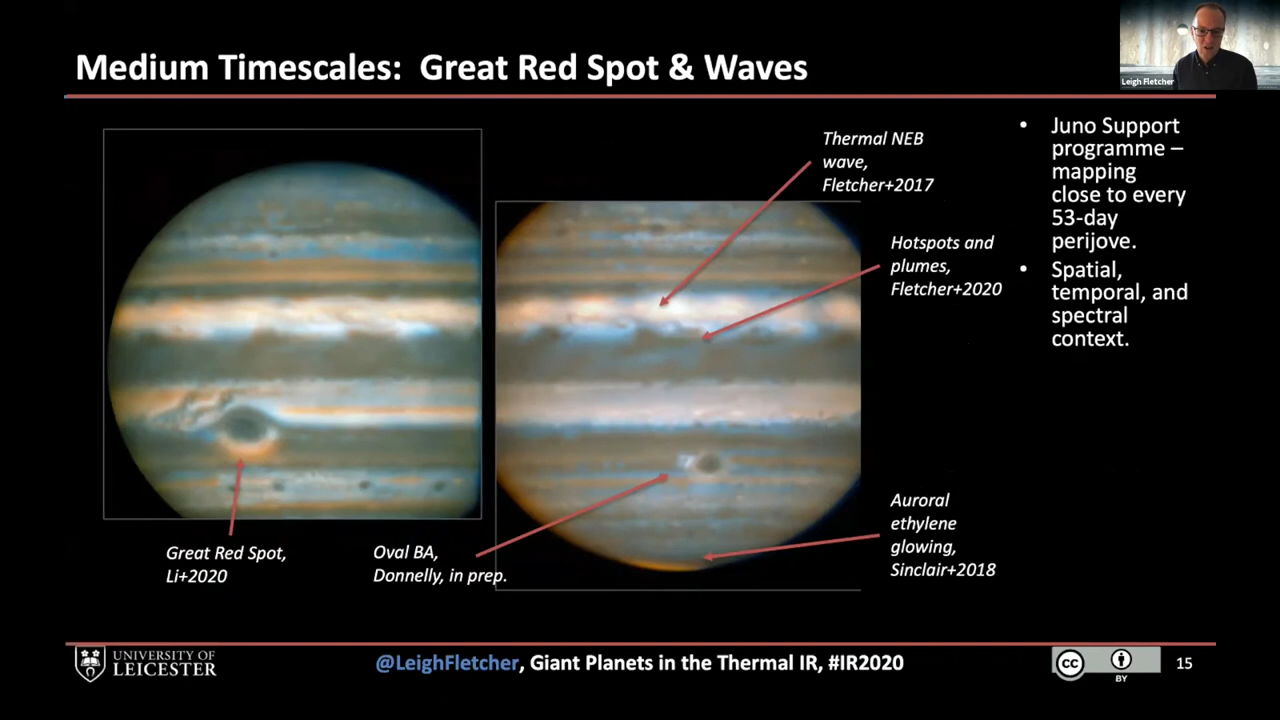 Medium Timescales: Great Red Spot & Waves
Leigh Fletcher
Thermal NEB
wave,
Fletcher+2017
Hotspots and
plumes,
Fletcher+2020
Auroral
ethylene
glowing,
Sinclair+2018
Great Red Spot,
Li+2020
Oval BA,
Donnelly, in prep.
• Juno Support
programme –
mapping
close to every
53-day
perijove.
• Spatial,
temporal, and
spectral
context.
UNIVERSITY OF
LEICESTER
@LeighFletcher, Giant Planets in the Thermal IR, #IR2020
cc
BY
15